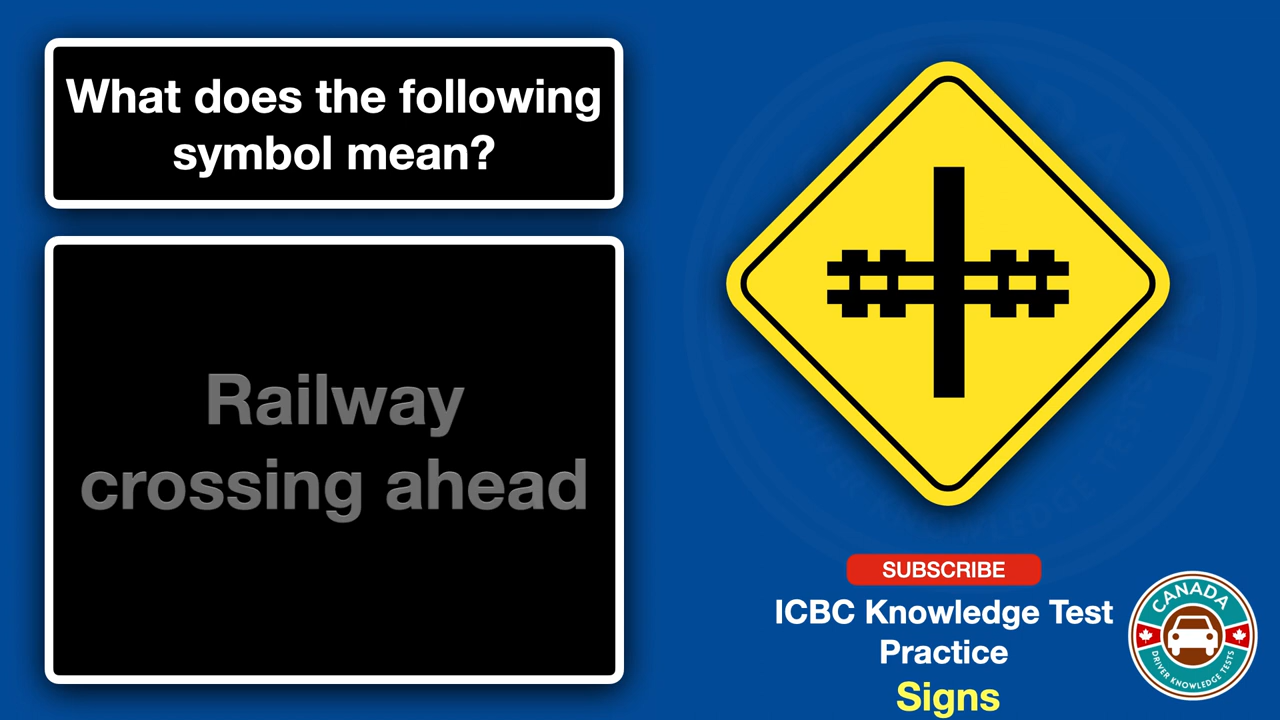 What does the following
symbol mean?
Railway
crossing ahead
SUBSCRIBE
ICBC Knowledge Test
Practice
Signs
CANADA
DRIVER KNOWLEDGE TESTS